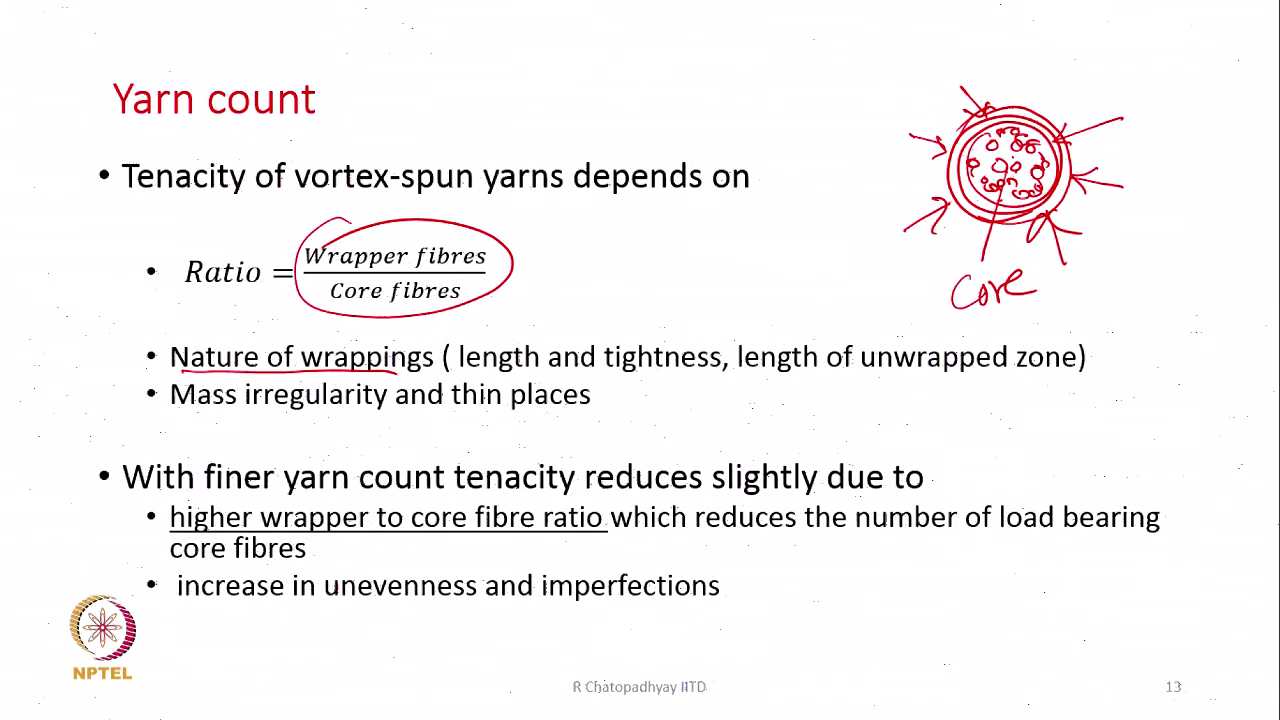 Yarn count
• Tenacity of vortex-spun yarns depends on
• Ratio = Wrapper fibres / Core fibres
Core
• Nature of wrappings ( length and tightness, length of unwrapped zone)
• Mass irregularity and thin places
• With finer yarn count tenacity reduces slightly due to
• higher wrapper to core fibre ratio which reduces the number of load bearing
core fibres
• increase in unevenness and imperfections
NPTEL
R Chatopadhyay IITD
13